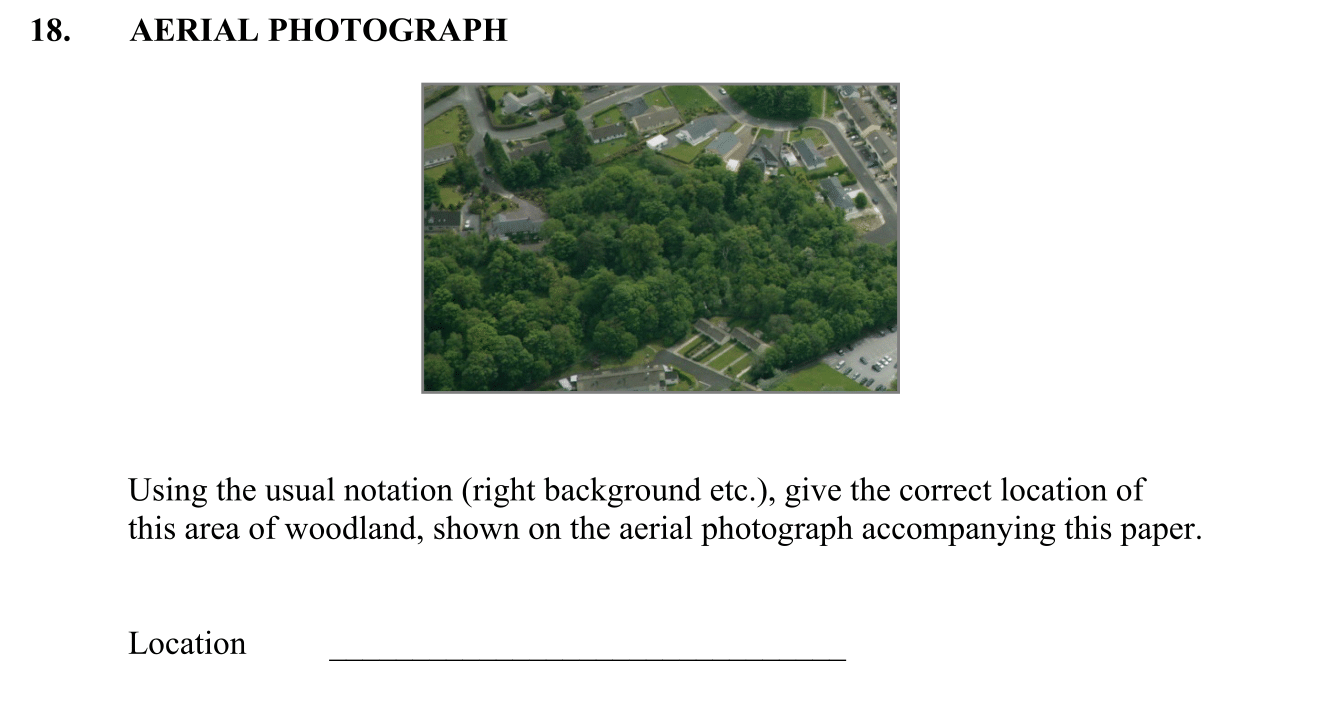 18. AERIAL PHOTOGRAPH
Using the usual notation (right background etc.), give the correct location of
this area of woodland, shown on the aerial photograph accompanying this paper.
Location